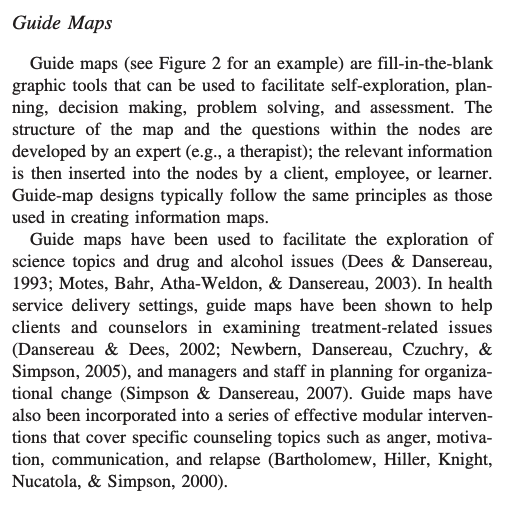 Guide Maps
Guide maps (see Figure 2 for an example) are fill-in-the-blank
graphic tools that can be used to facilitate self-exploration, plan-
ning, decision making, problem solving, and assessment. The
structure of the map and the questions within the nodes are
developed by an expert (e.g., a therapist); the relevant information
is then inserted into the nodes by a client, employee, or learner.
Guide-map designs typically follow the same principles as those
used in creating information maps.
Guide maps have been used to facilitate the exploration of
science topics and drug and alcohol issues (Dees & Dansereau,
1993; Motes, Bahr, Atha-Weldon, & Dansereau, 2003). In health
service delivery settings, guide maps have been shown to help
clients and counselors in examining treatment-related issues
(Dansereau & Dees, 2002; Newbern, Dansereau, Czuchry, &
Simpson, 2005), and managers and staff in planning for organiza-
tional change (Simpson & Dansereau, 2007). Guide maps have
also been incorporated into a series of effective modular interven-
tions that cover specific counseling topics such as anger, motiva-
tion, communication, and relapse (Bartholomew, Hiller, Knight,
Nucatola, & Simpson, 2000).